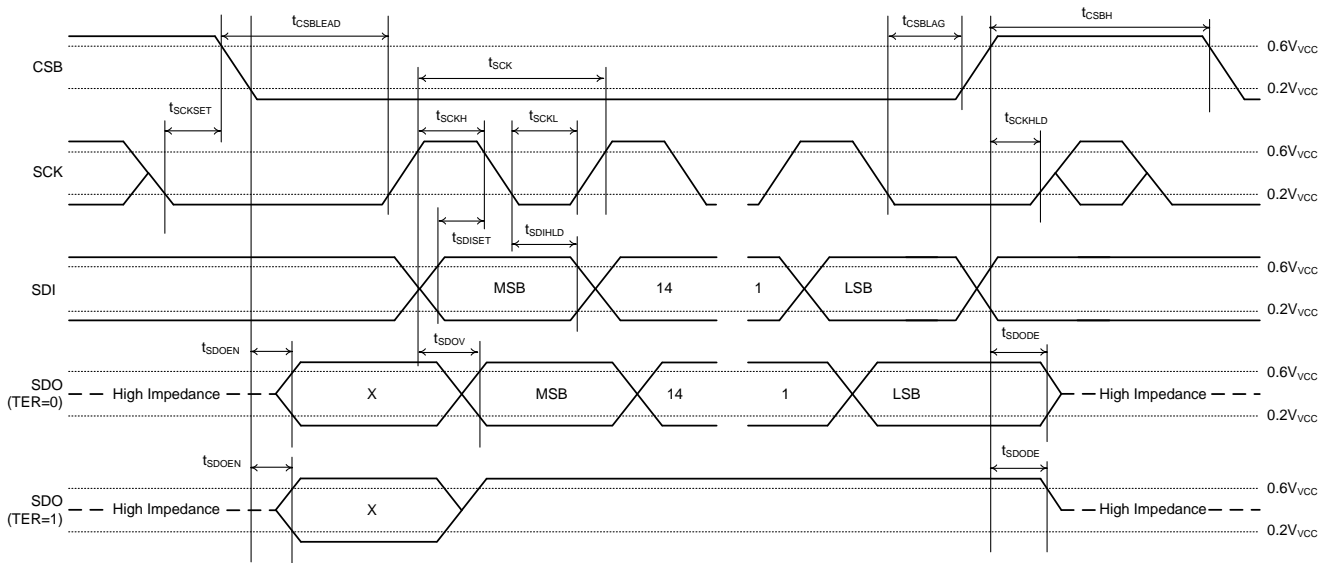 tCSBLEAD
tCSBLAG
tCSBH
CSB
0.6VVCC
0.2VVCC
tSCK
tSCKSET
tSCKH
tSCKL
tSCKHLD
SCK
0.6VVCC
0.2VVCC
tSDISET
tSDIHLD
SDI
MSB
14
1
LSB
0.6VVCC
0.2VVCC
tSDOEN
tSDOV
tSDODE
SDO
(TER=0)
High Impedance
X
MSB
14
1
LSB
High Impedance
0.6VVCC
0.2VVCC
tSDOEN
tSDODE
SDO
(TER=1)
High Impedance
X
High Impedance
0.6VVCC
0.2VVCC